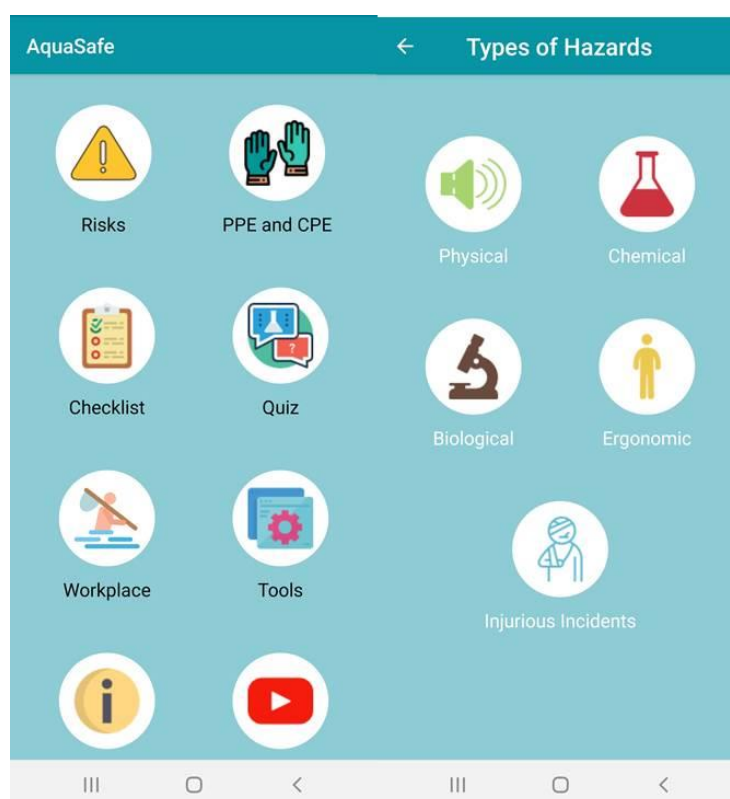 AquaSafe
Risks
PPE and CPE
Checklist
Quiz
Workplace
Tools
Types of Hazards
Physical
Chemical
Biological
Ergonomic
Injurious Incidents